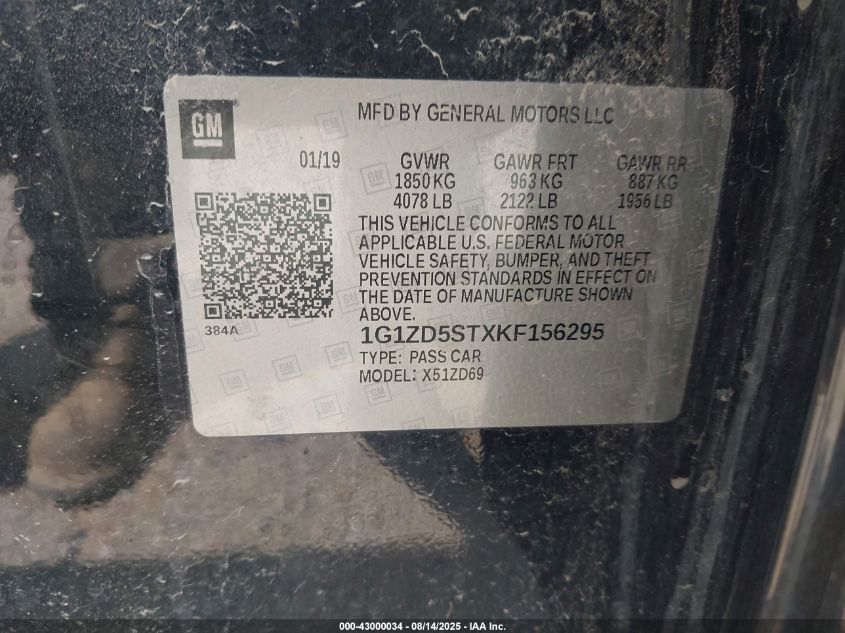 GM
MFD BY GENERAL MOTORS LLC
01/19 GVWR GAWR FRT GAWR RR
1850 KG 963 KG 887 KG
4078 LB 2122 LB 1956 LB
THIS VEHICLE CONFORMS TO ALL
APPLICABLE U.S. FEDERAL MOTOR
VEHICLE SAFETY, BUMPER, AND THEFT
PREVENTION STANDARDS IN EFFECT ON
THE DATE OF MANUFACTURE SHOWN
ABOVE.
384A
1G1ZD5STXKF156295
TYPE: PASS CAR
MODEL: X51ZD69
000-43000034 - 08/14/2025 - IAA Inc.